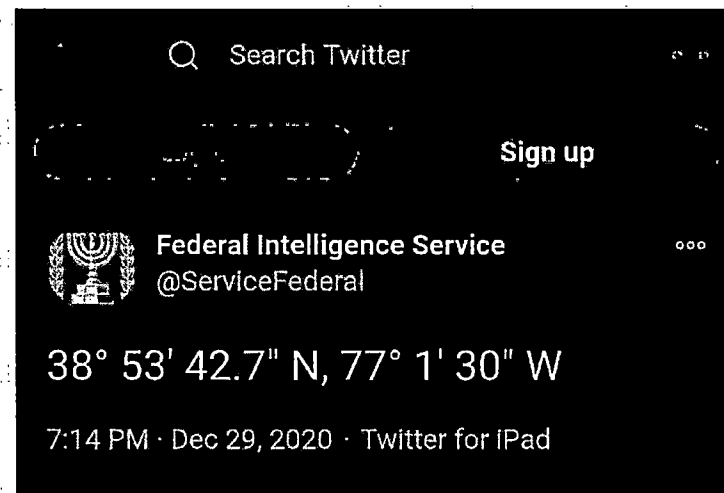 Search Twitter
Sign up
Federal Intelligence Service
@ServiceFederal
38° 53' 42.7" N, 77° 1' 30" W
7:14 PM · Dec 29, 2020 · Twitter for iPad